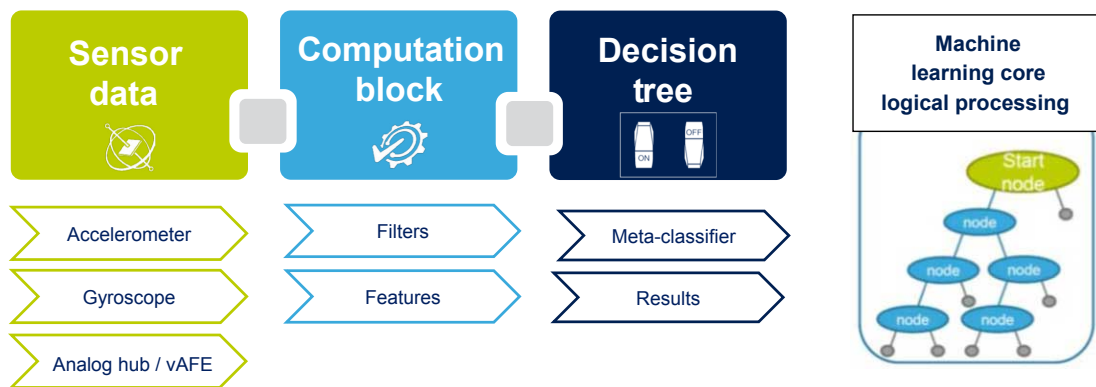 Sensor
data
Computation
block
Decision
tree
ON
OFF
Accelerometer
Gyroscope
Analog hub / vAFE
Filters
Features
Meta-classifier
Results
Machine
learning core
logical processing
Start
node
node
node
node
node
node